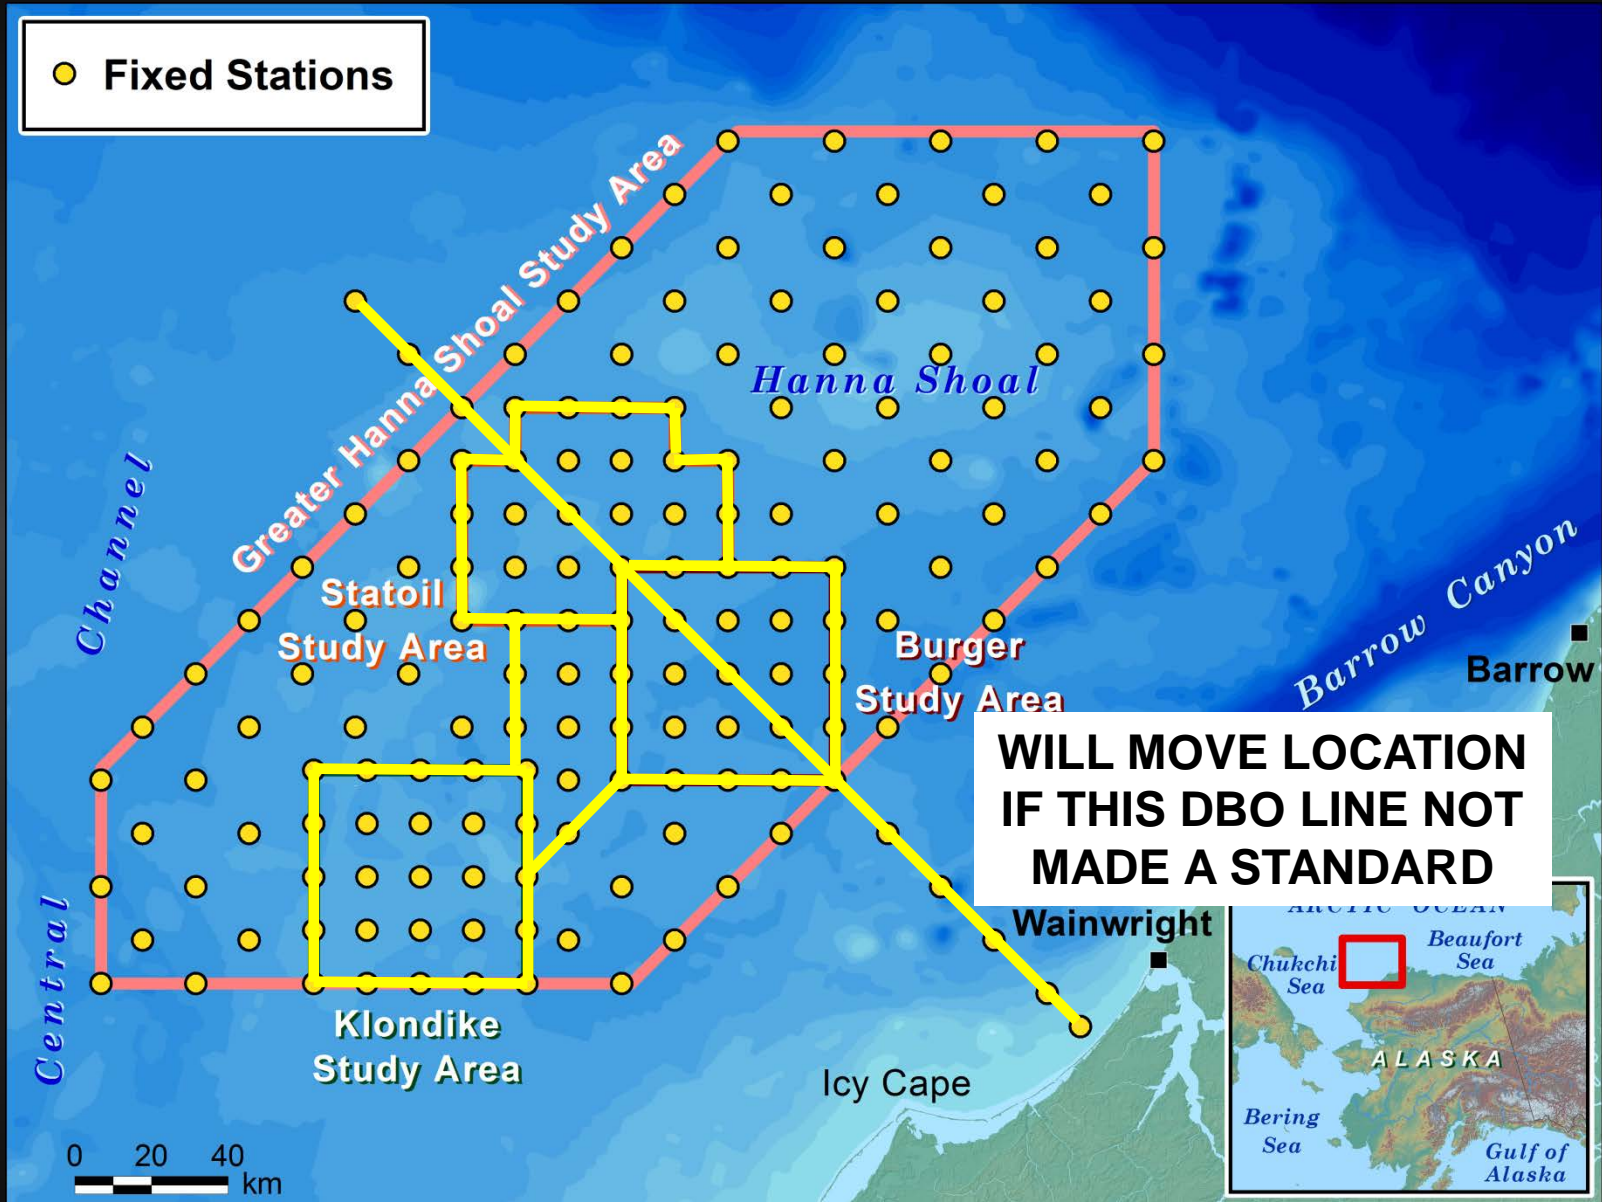 Fixed Stations
Greater Hanna Shoal Study Area
Hanna Shoal
Central Channel
Statoil
Study Area
Burger
Study Area
Barrow Canyon
Barrow
WILL MOVE LOCATION
IF THIS DBO LINE NOT
MADE A STANDARD
Wainwright
Klondike
Study Area
Icy Cape
0 20 40
km
ARCTIC OCEAN
Beaufort
Sea
Chukchi
Sea
ALASKA
Bering
Sea
Gulf of
Alaska